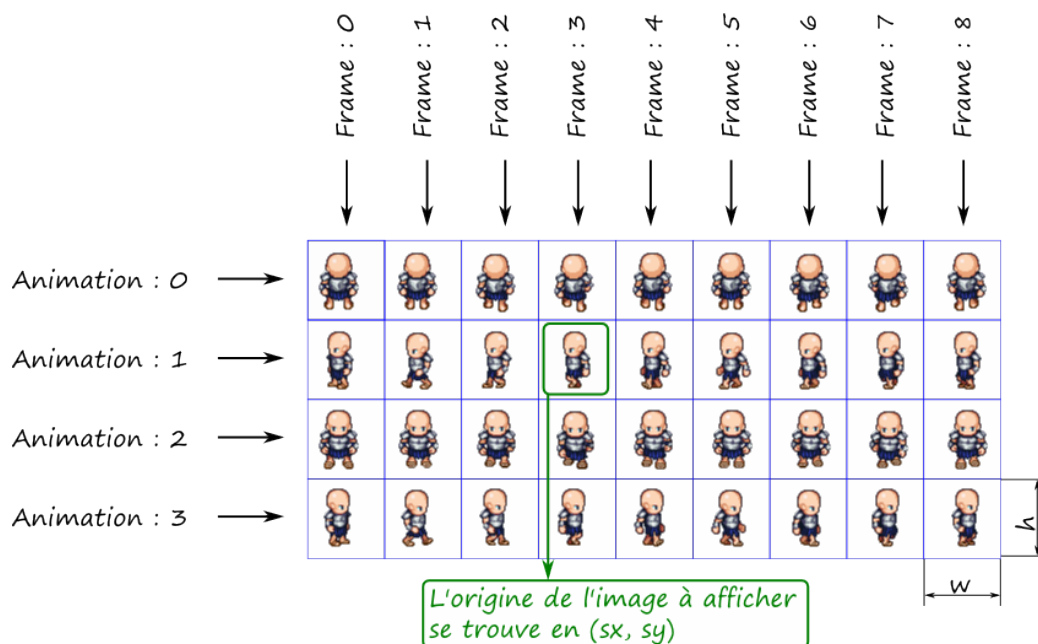 Frame : 0
Frame : 1
Frame : 2
Frame : 3
Frame : 4
Frame : 5
Frame : 6
Frame : 7
Frame : 8
Animation : 0
Animation : 1
Animation : 2
Animation : 3
h
w
L'origine de l'image à afficher
se trouve en (sx, sy)